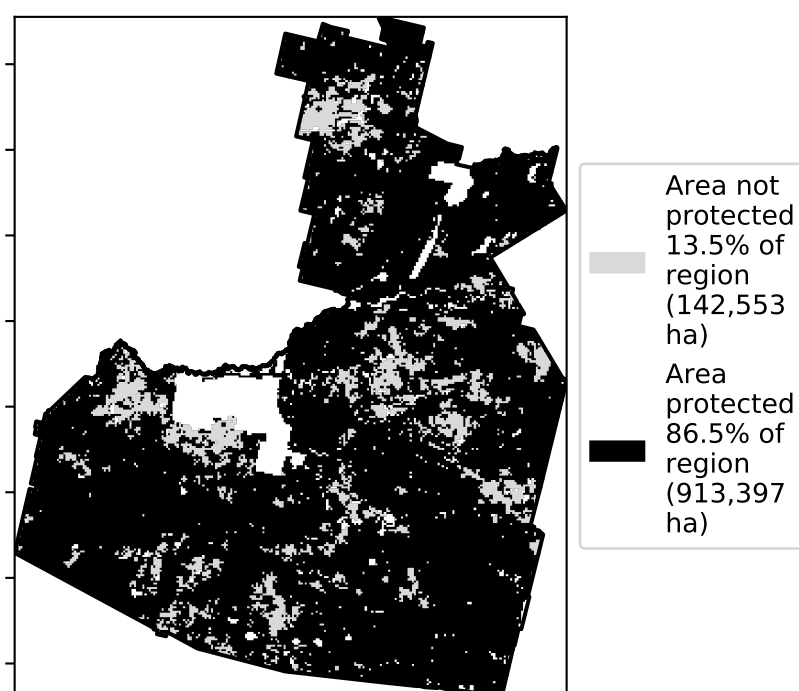 Area not
protected
13.5% of
region
(142,553
ha)
Area
protected
86.5% of
region
(913,397
ha)